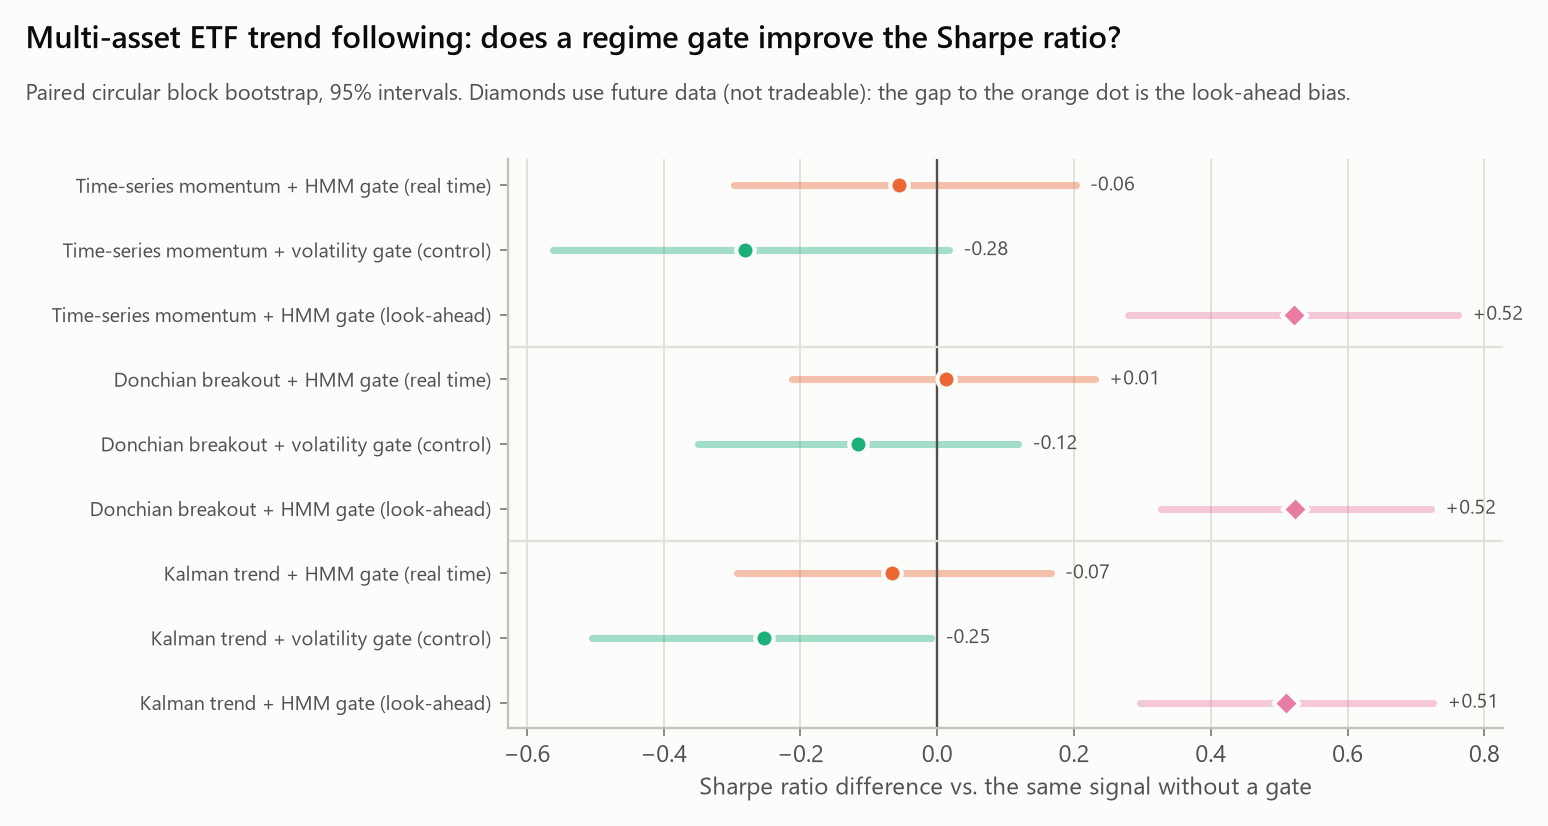 Multi-asset ETF trend following: does a regime gate improve the Sharpe ratio?
Paired circular block bootstrap, 95% intervals. Diamonds use future data (not tradeable): the gap to the orange dot is the look-ahead bias.
Time-series momentum + HMM gate (real time) -0.06
Time-series momentum + volatility gate (control) -0.28
Time-series momentum + HMM gate (look-ahead) +0.52
Donchian breakout + HMM gate (real time) +0.01
Donchian breakout + volatility gate (control) -0.12
Donchian breakout + HMM gate (look-ahead) +0.52
Kalman trend + HMM gate (real time) -0.07
Kalman trend + volatility gate (control) -0.25
Kalman trend + HMM gate (look-ahead) +0.51
−0.6 −0.4 −0.2 0.0 0.2 0.4 0.6 0.8
Sharpe ratio difference vs. the same signal without a gate